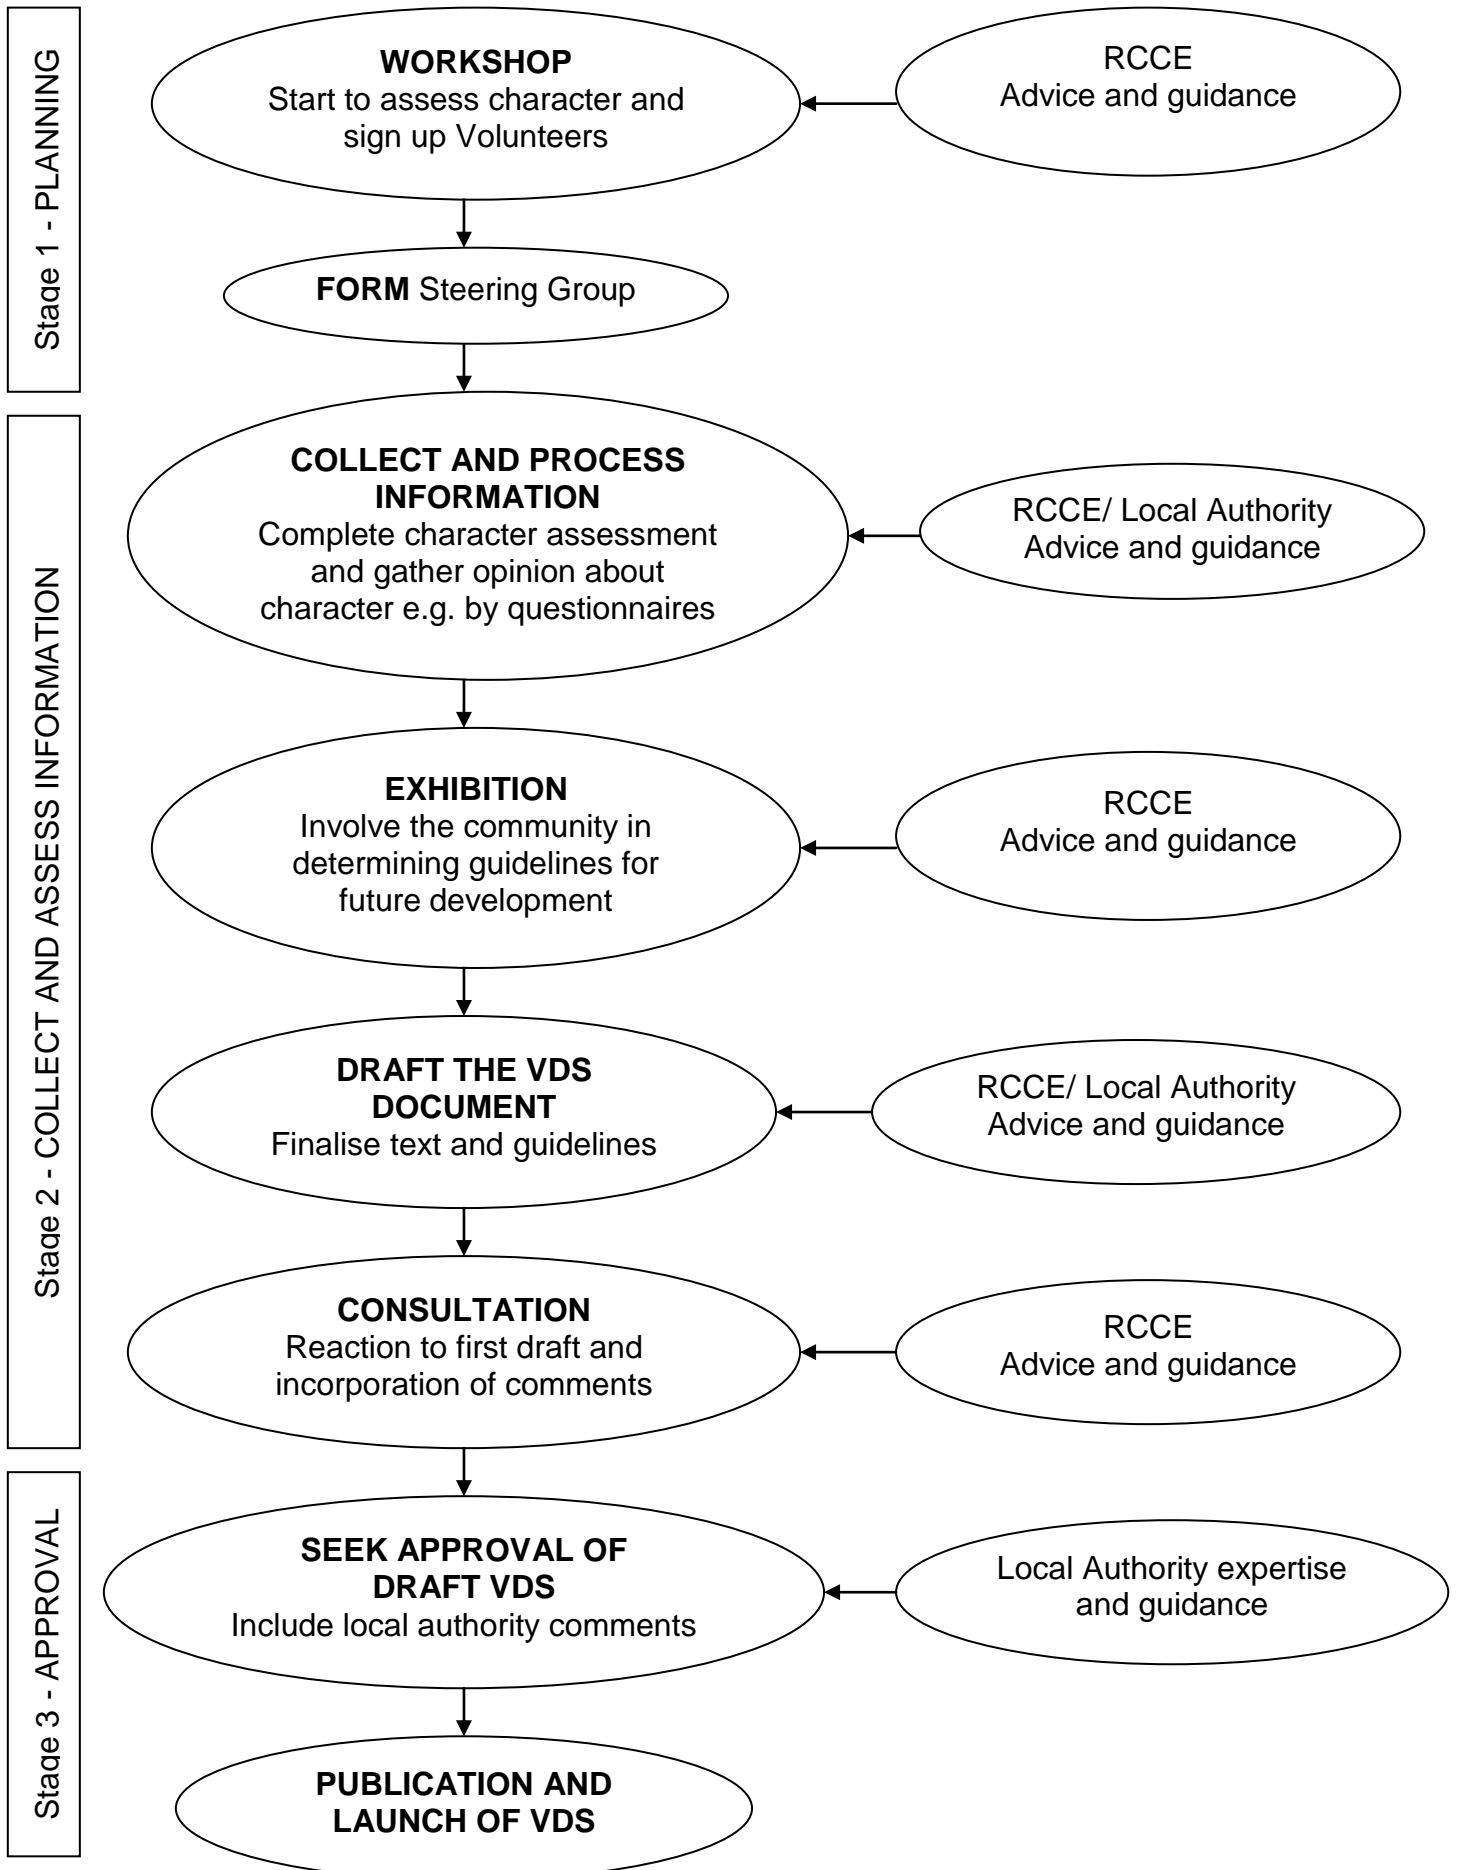 Stage 1 - PLANNING
WORKSHOP
Start to assess character and
sign up Volunteers
RCCE
Advice and guidance
FORM Steering Group
Stage 2 - COLLECT AND ASSESS INFORMATION
COLLECT AND PROCESS
INFORMATION
Complete character assessment
and gather opinion about
character e.g. by questionnaires
RCCE/ Local Authority
Advice and guidance
EXHIBITION
Involve the community in
determining guidelines for
future development
RCCE
Advice and guidance
DRAFT THE VDS
DOCUMENT
Finalise text and guidelines
RCCE/ Local Authority
Advice and guidance
CONSULTATION
Reaction to first draft and
incorporation of comments
RCCE
Advice and guidance
Stage 3 - APPROVAL
SEEK APPROVAL OF
DRAFT VDS
Include local authority comments
Local Authority expertise
and guidance
PUBLICATION AND
LAUNCH OF VDS